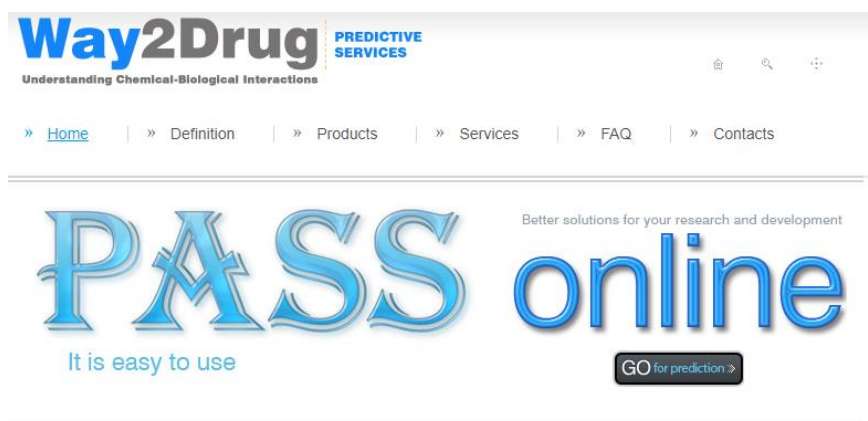 Way2Drug PREDICTIVE SERVICES
Understanding Chemical-Biological Interactions
» Home » Definition » Products » Services » FAQ » Contacts
PASS
Better solutions for your research and development
online
It is easy to use
GO for prediction »